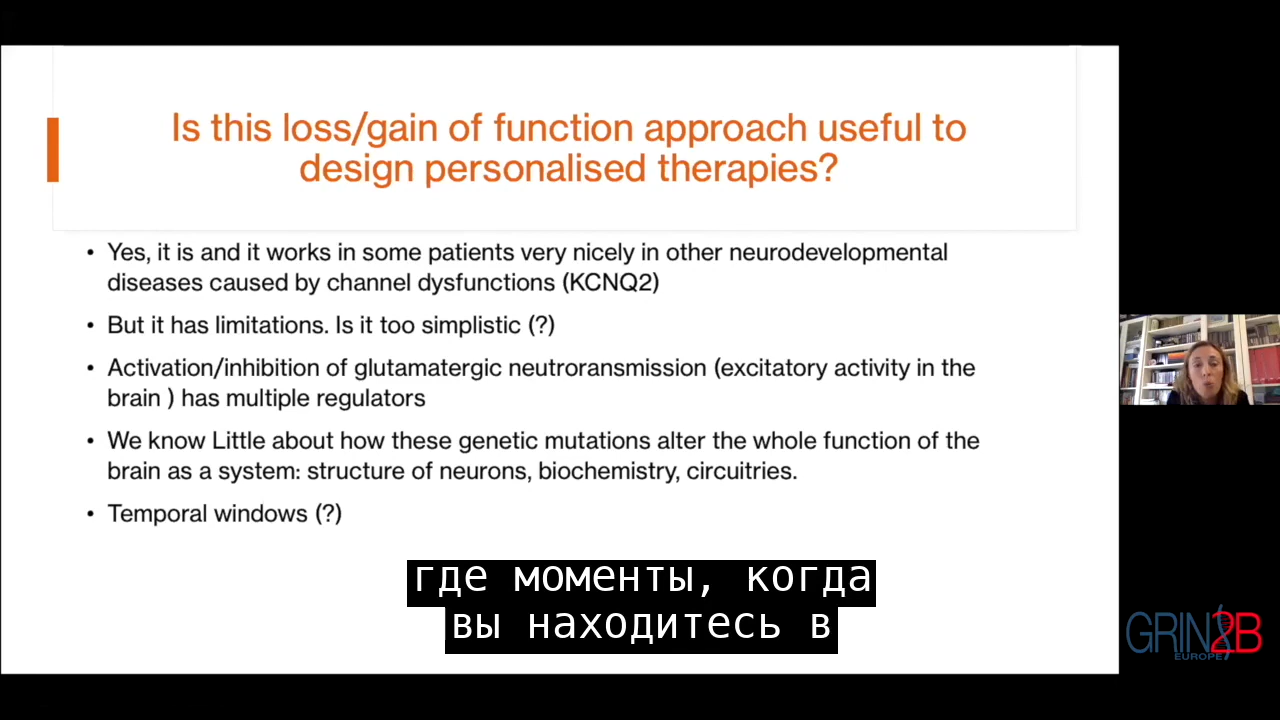 Is this loss/gain of function approach useful to
design personalised therapies?
• Yes, it is and it works in some patients very nicely in other neurodevelopmental
diseases caused by channel dysfunctions (KCNQ2)
• But it has limitations. Is it too simplistic (?)
• Activation/inhibition of glutamatergic neutroransmission (excitatory activity in the
brain ) has multiple regulators
• We know Little about how these genetic mutations alter the whole function of the
brain as a system: structure of neurons, biochemistry, circuitries.
• Temporal windows (?)
где моменты, когда
вы находитесь в
GRIN2B
EUROPE